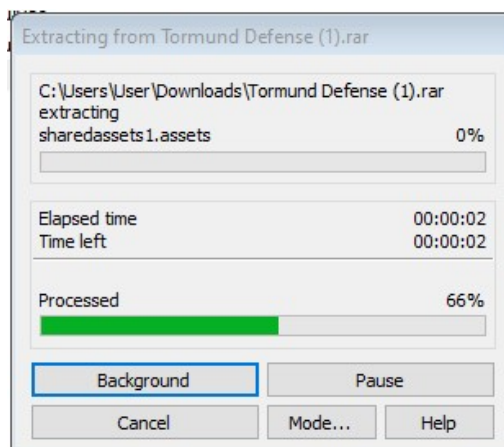 Extracting from Tormund Defense (1).rar
C:\Users\User\Downloads\Tormund Defense (1).rar
extracting
sharedassets1.assets 0%
Elapsed time 00:00:02
Time left 00:00:02
Processed 66%
Background Pause
Cancel Mode... Help